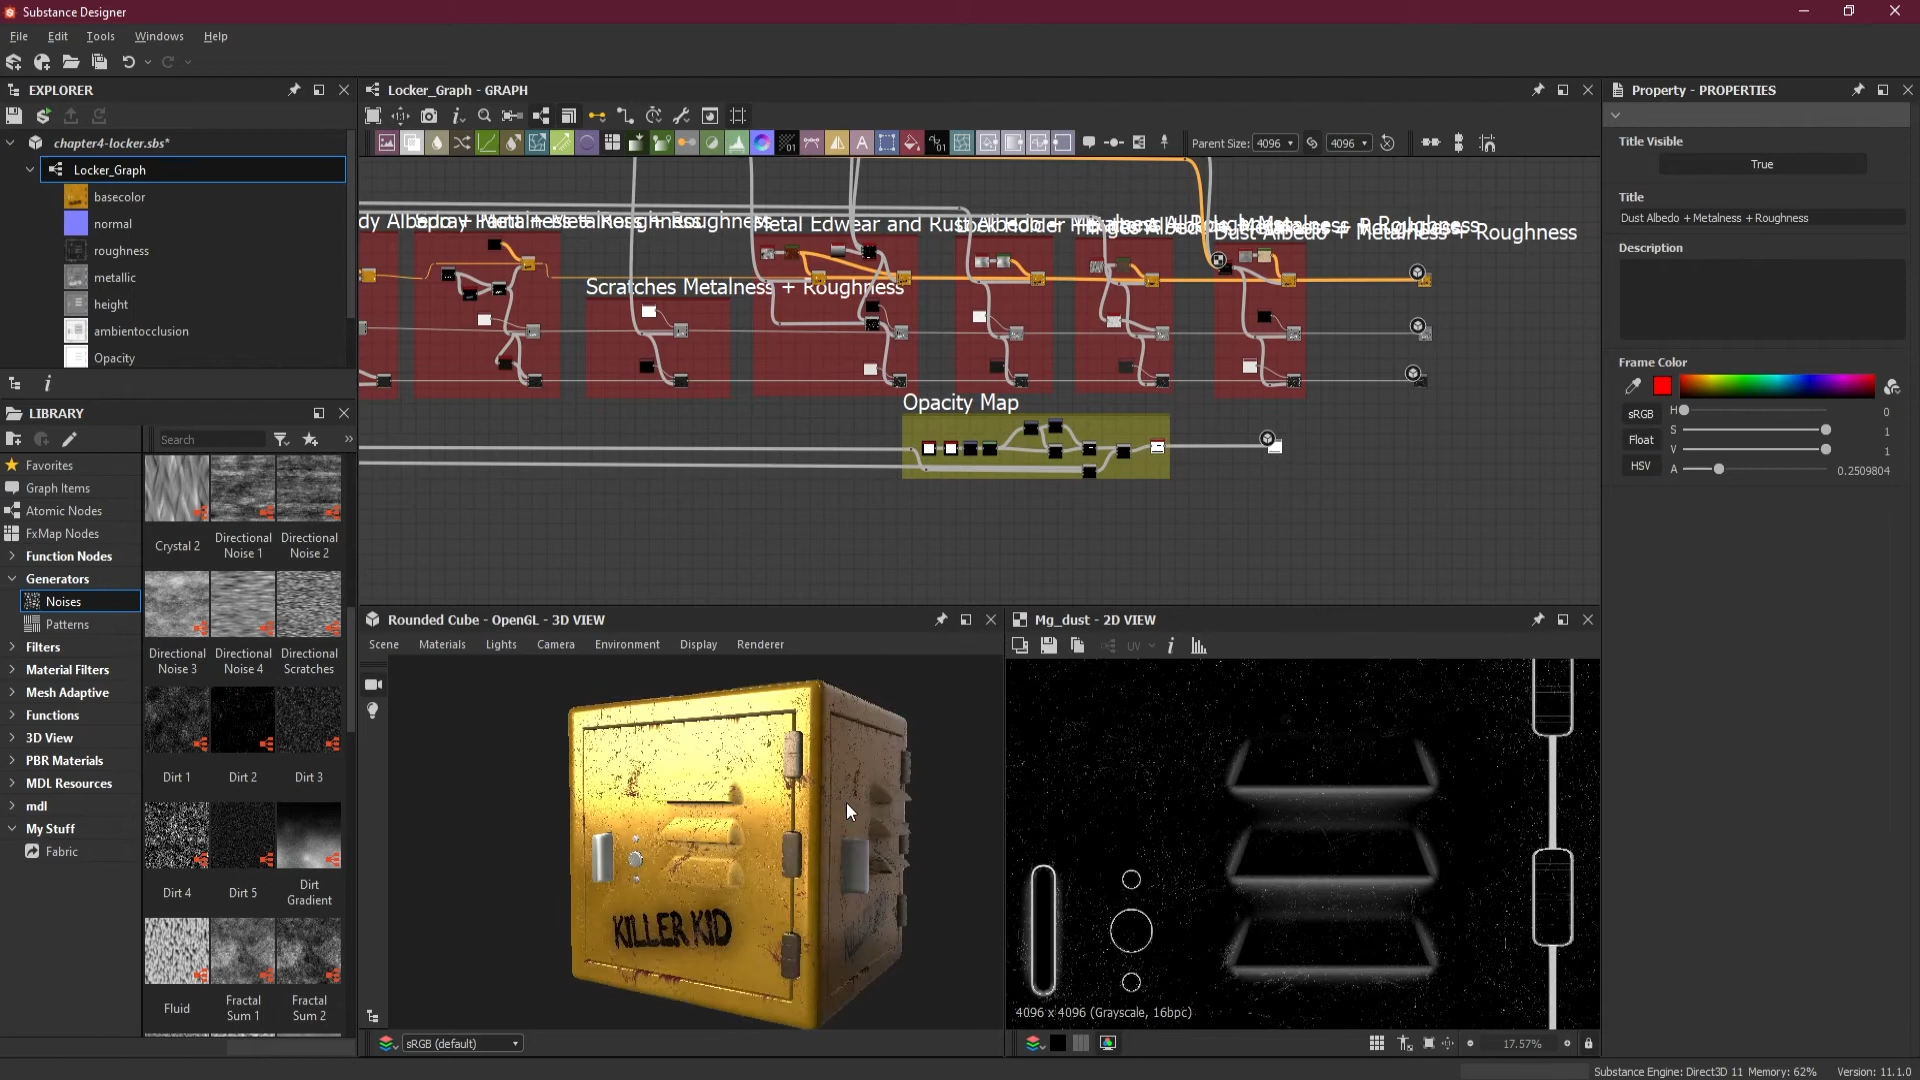 Substance Designer
File Edit Tools Windows Help
EXPLORER
chapter4-locker.sbs*
Locker_Graph
basecolor
normal
roughness
metallic
height
ambientocclusion
Opacity
LIBRARY
Search
Favorites
Graph Items
Atomic Nodes
FxMap Nodes
Function Nodes
Generators
Noises
Patterns
Filters
Material Filters
Mesh Adaptive
Functions
3D View
PBR Materials
MDL Resources
mdl
My Stuff
Fabric
Crystal 2
Directional Noise 1
Directional Noise 2
Directional Noise 3
Directional Noise 4
Directional Scratches
Dirt 1
Dirt 2
Dirt 3
Dirt 4
Dirt 5
Dirt Gradient
Fluid
Fractal Sum 1
Fractal Sum 2
Locker_Graph - GRAPH
Parent Size: 4096 4096
Metal Edwear and Rust Albedo + Metalness + Roughness
Dust Albedo + Metalness + Roughness
Scratches Metalness + Roughness
Opacity Map
Rounded Cube - OpenGL - 3D VIEW
Scene Materials Lights Camera Environment Display Renderer
KILLER KID
sRGB (default)
Mg_dust - 2D VIEW
UV
4096 x 4096 (Grayscale, 16bpc)
17.57%
Property - PROPERTIES
Title Visible
True
Title
Dust Albedo + Metalness + Roughness
Description
Frame Color
sRGB H 0
S 1
Float
V 1
HSV A 0.2509804
Substance Engine: Direct3D 11 Memory: 62% Version: 11.1.0